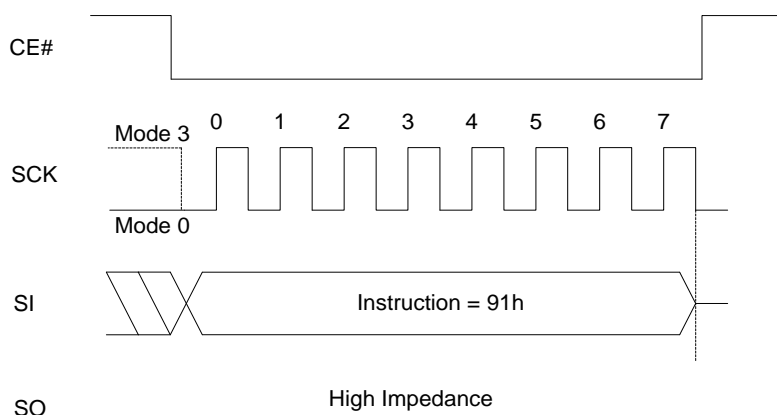 CE#
0 1 2 3 4 5 6 7
Mode 3
SCK
Mode 0
SI
Instruction = 91h
High Impedance
SO